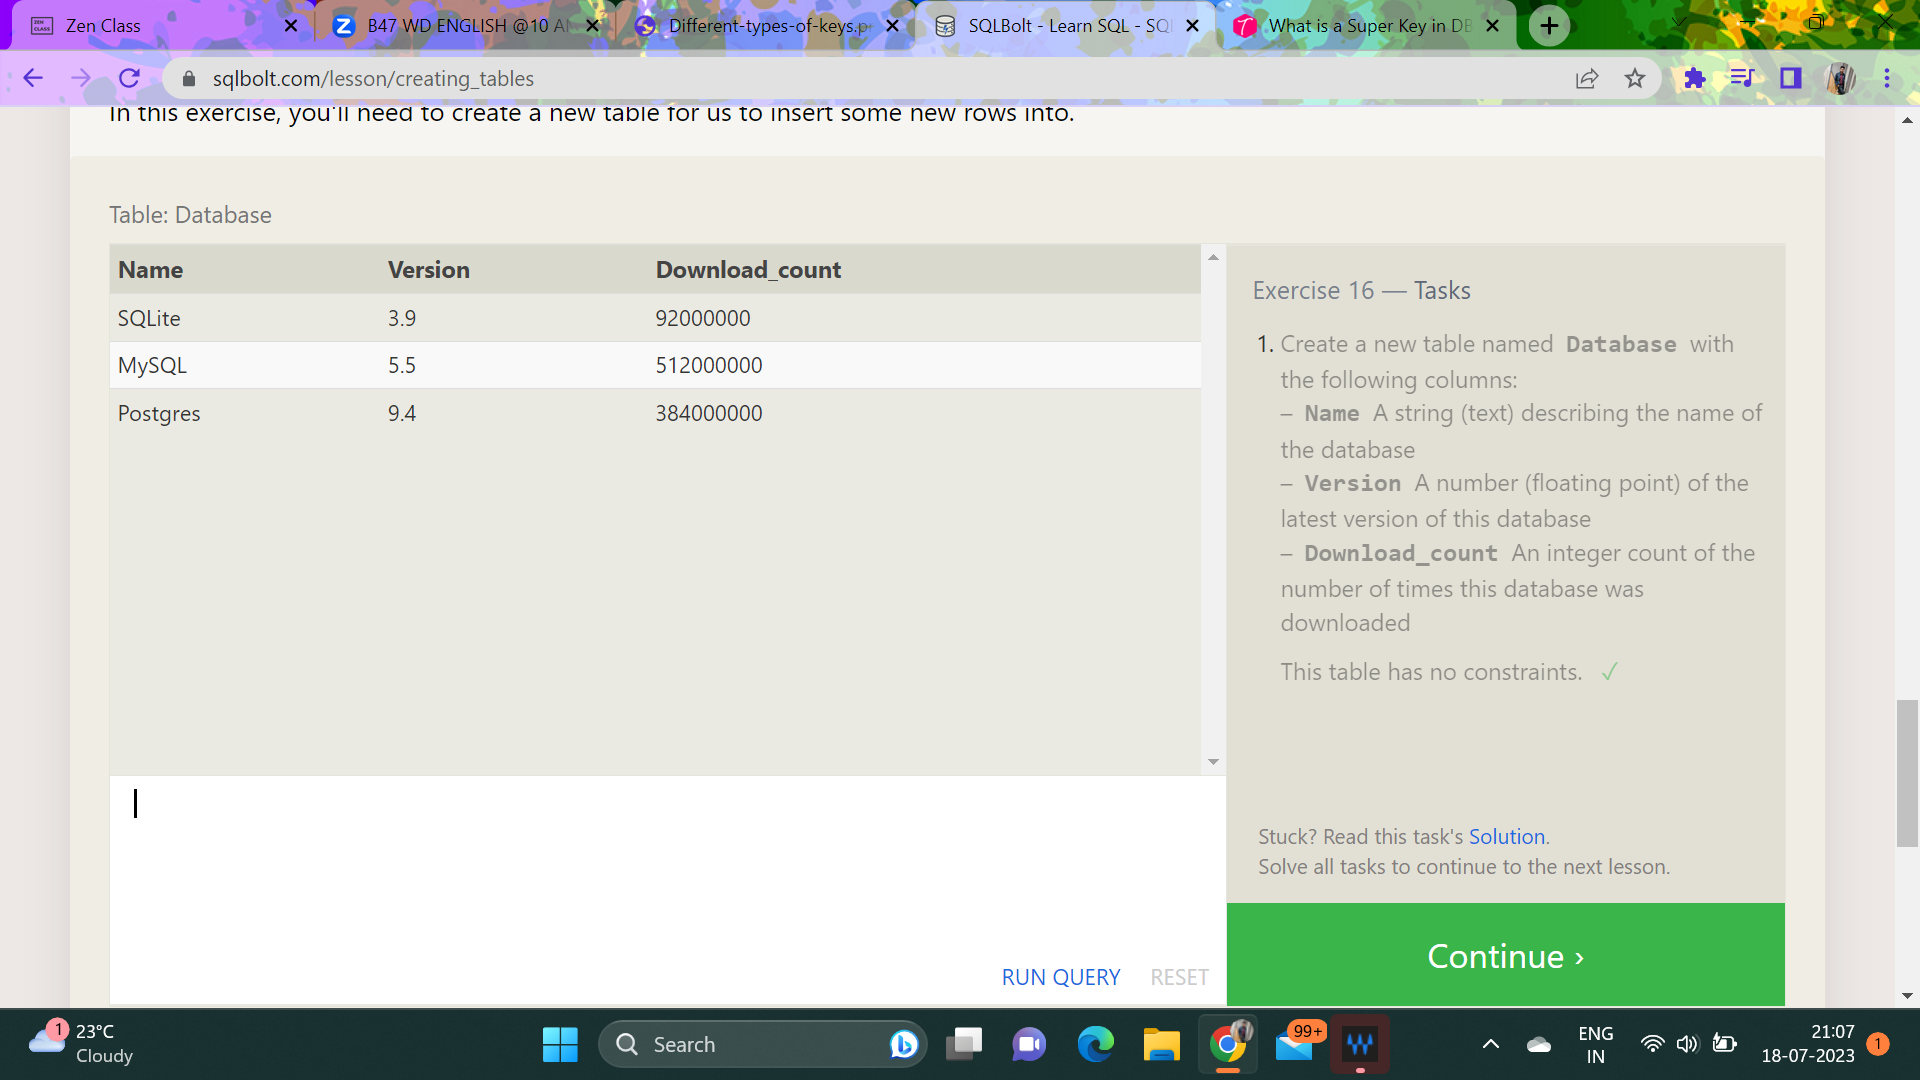 Zen Class
B47 WD ENGLISH @10 A
Different-types-of-keys.p
SQLBolt - Learn SQL - SQ
What is a Super Key in DB
sqlbolt.com/lesson/creating_tables
In this exercise, you'll need to create a new table for us to insert some new rows into.
Table: Database
Name Version Download_count
SQLite 3.9 92000000
MySQL 5.5 512000000
Postgres 9.4 384000000
Exercise 16 — Tasks
1. Create a new table named Database with
the following columns:
– Name A string (text) describing the name of
the database
– Version A number (floating point) of the
latest version of this database
– Download_count An integer count of the
number of times this database was
downloaded
This table has no constraints. ✓
Stuck? Read this task's Solution.
Solve all tasks to continue to the next lesson.
RUN QUERY RESET
Continue ›
1
23°C
Cloudy
Search
99+
ENG
IN
21:07
18-07-2023
1